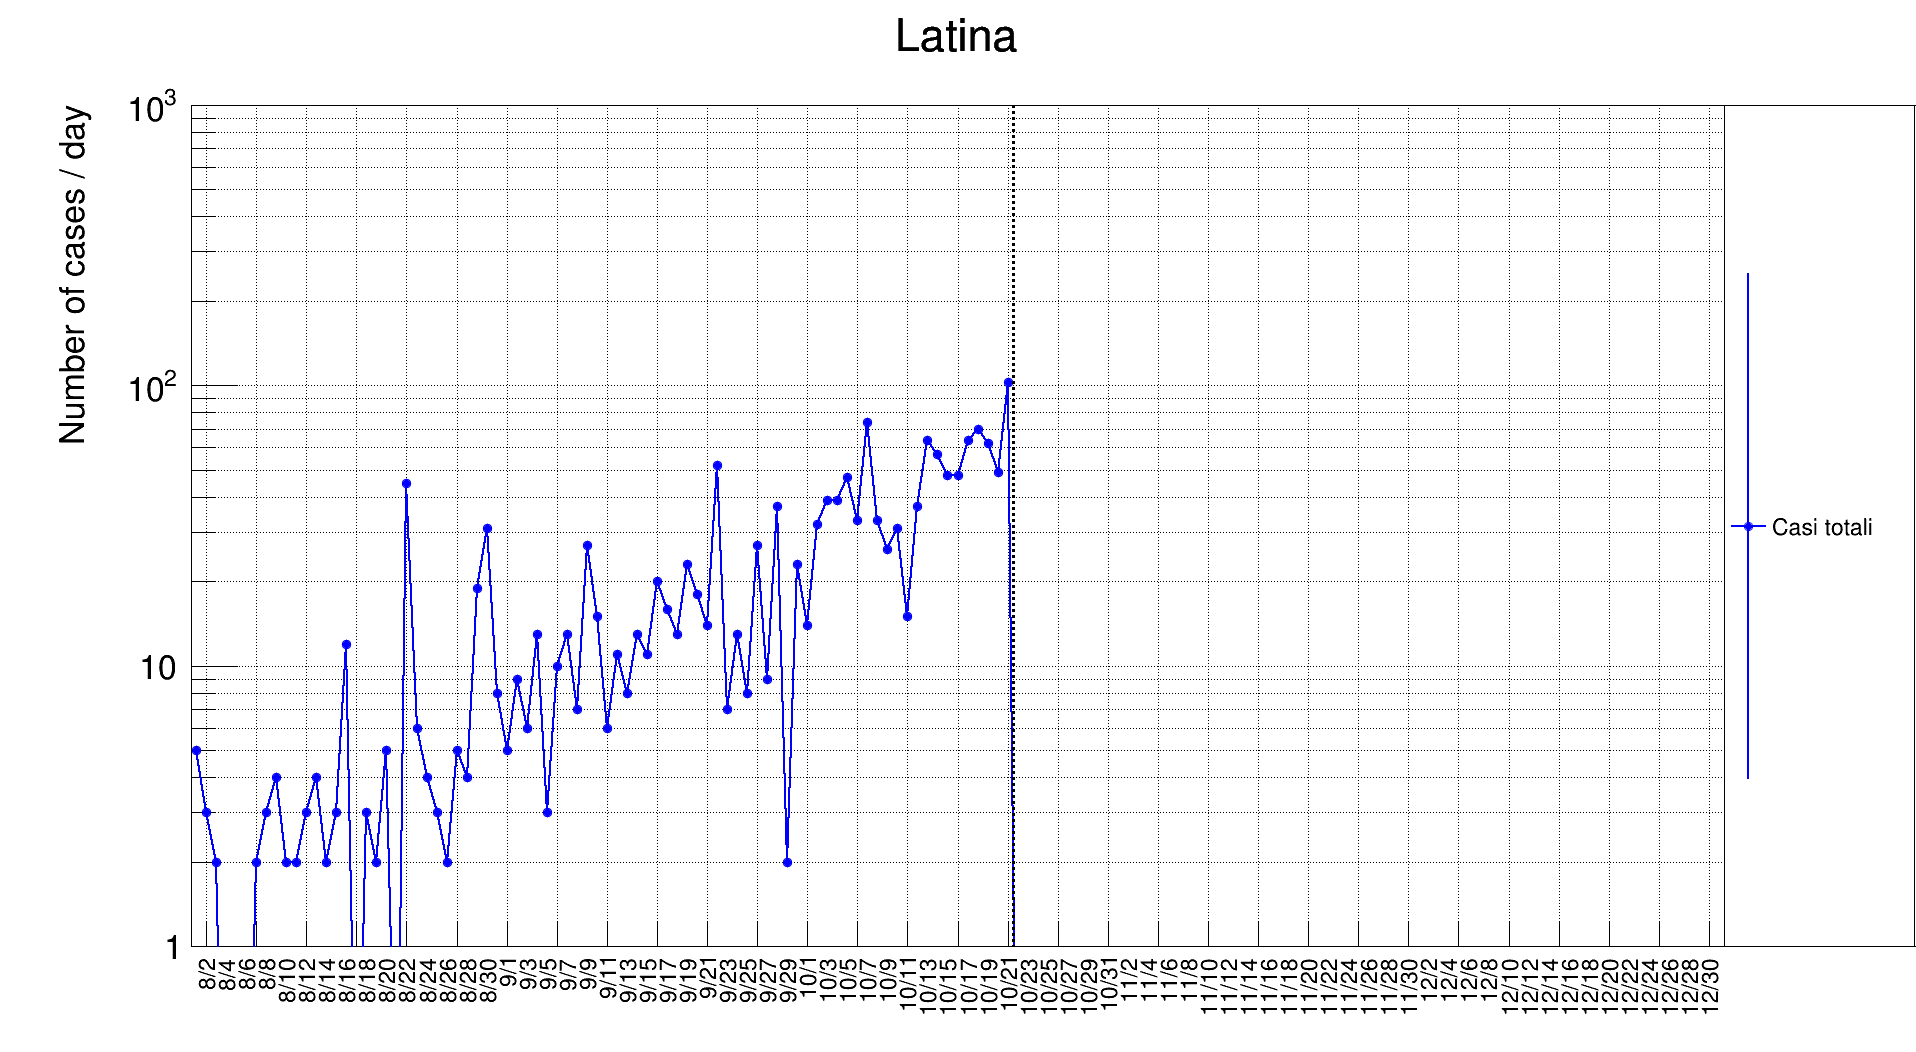 Latina
Number of cases / day
10³
10²
10
1
8/2 8/4 8/6 8/8 8/10 8/12 8/14 8/16 8/18 8/20 8/22 8/24 8/26 8/28 8/30 9/1 9/3 9/5 9/7 9/9 9/11 9/13 9/15 9/17 9/19 9/21 9/23 9/25 9/27 9/29 10/1 10/3 10/5 10/7 10/9 10/11 10/13 10/15 10/17 10/19 10/21 10/23 10/25 10/27 10/29 10/31 11/2 11/4 11/6 11/8 11/10 11/12 11/14 11/16 11/18 11/20 11/22 11/24 11/26 11/28 11/30 12/2 12/4 12/6 12/8 12/10 12/12 12/14 12/16 12/18 12/20 12/22 12/24 12/26 12/28 12/30
Casi totali